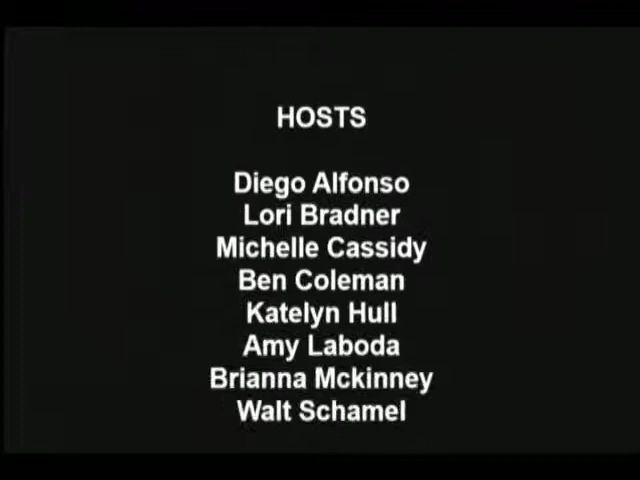 HOSTS
Diego Alfonso
Lori Bradner
Michelle Cassidy
Ben Coleman
Katelyn Hull
Amy Laboda
Brianna Mckinney
Walt Schamel